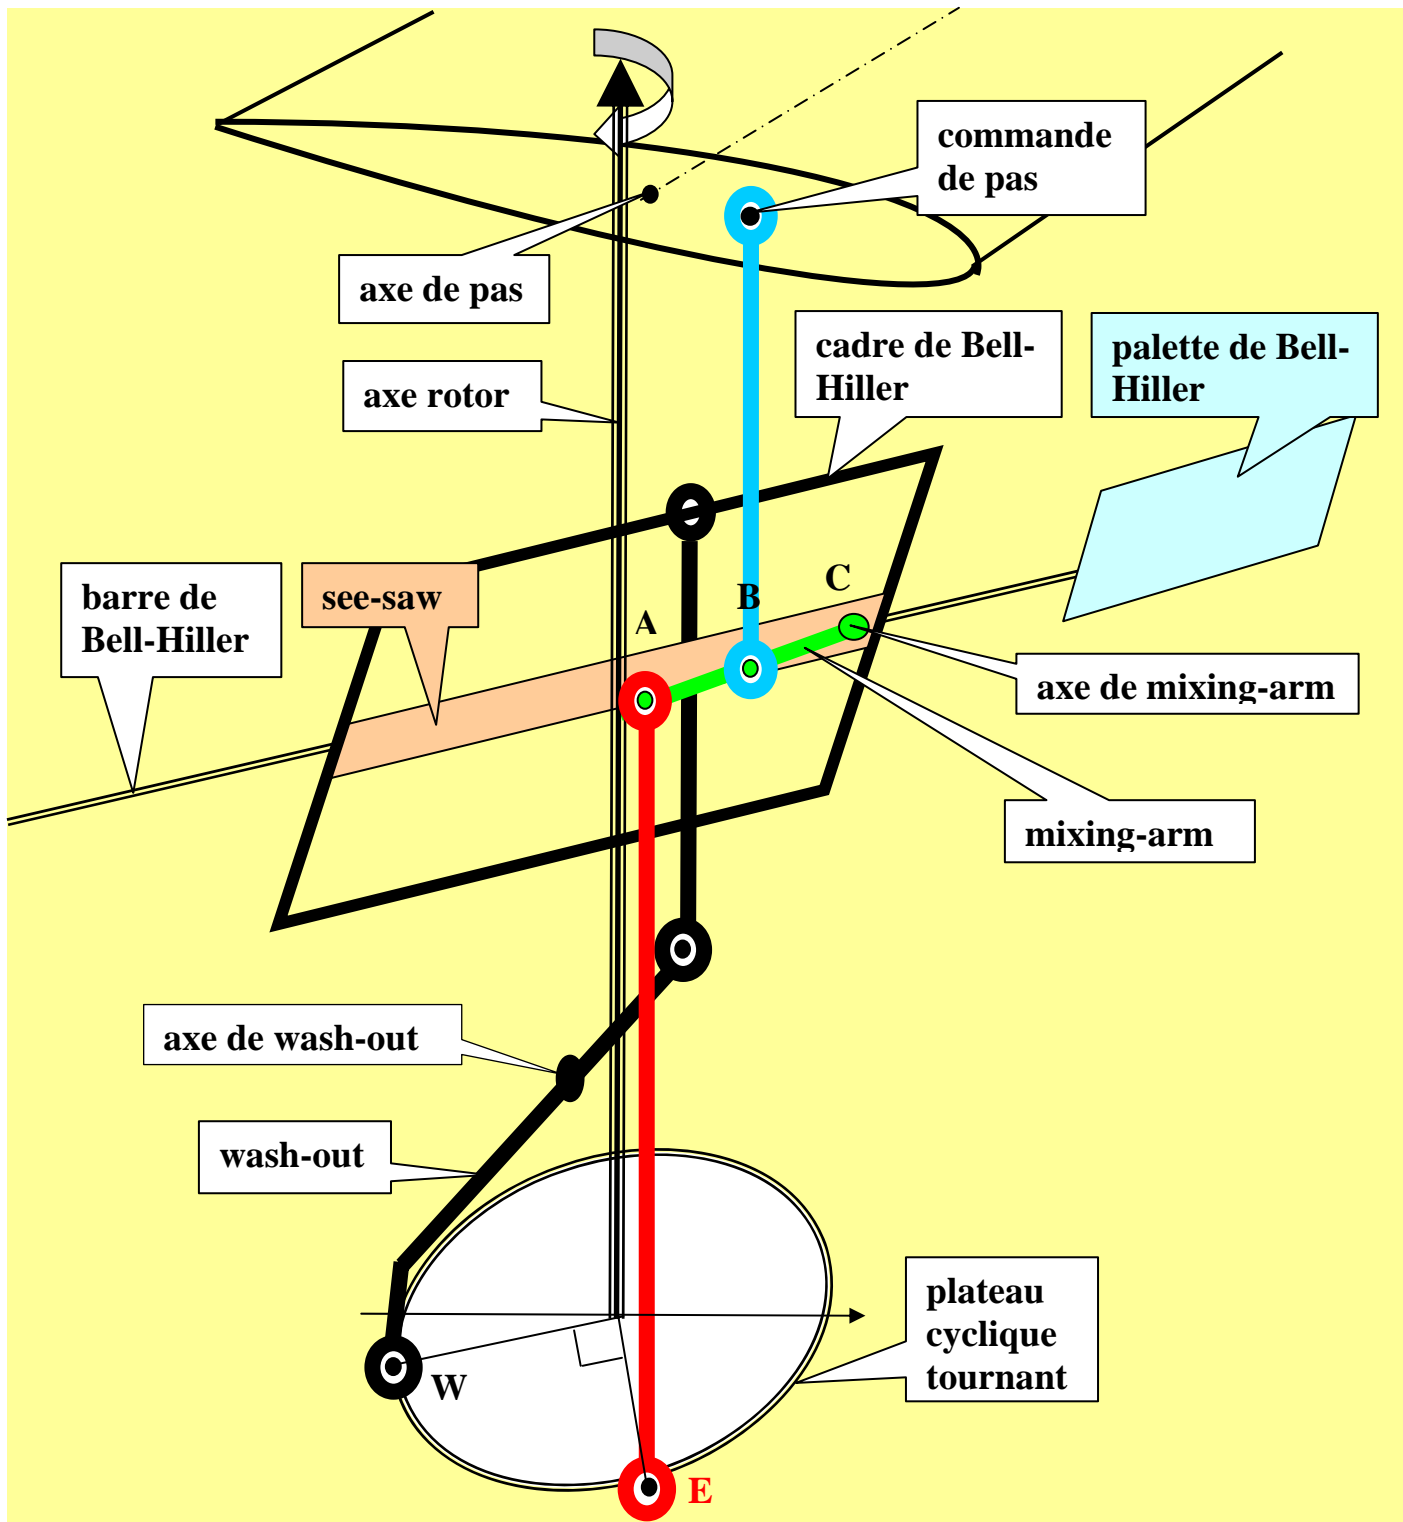 commande
de pas
axe de pas
cadre de Bell-
Hiller
palette de Bell-
Hiller
axe rotor
barre de
Bell-Hiller
see-saw
A
B
C
axe de mixing-arm
mixing-arm
axe de wash-out
wash-out
plateau
cyclique
tournant
W
E